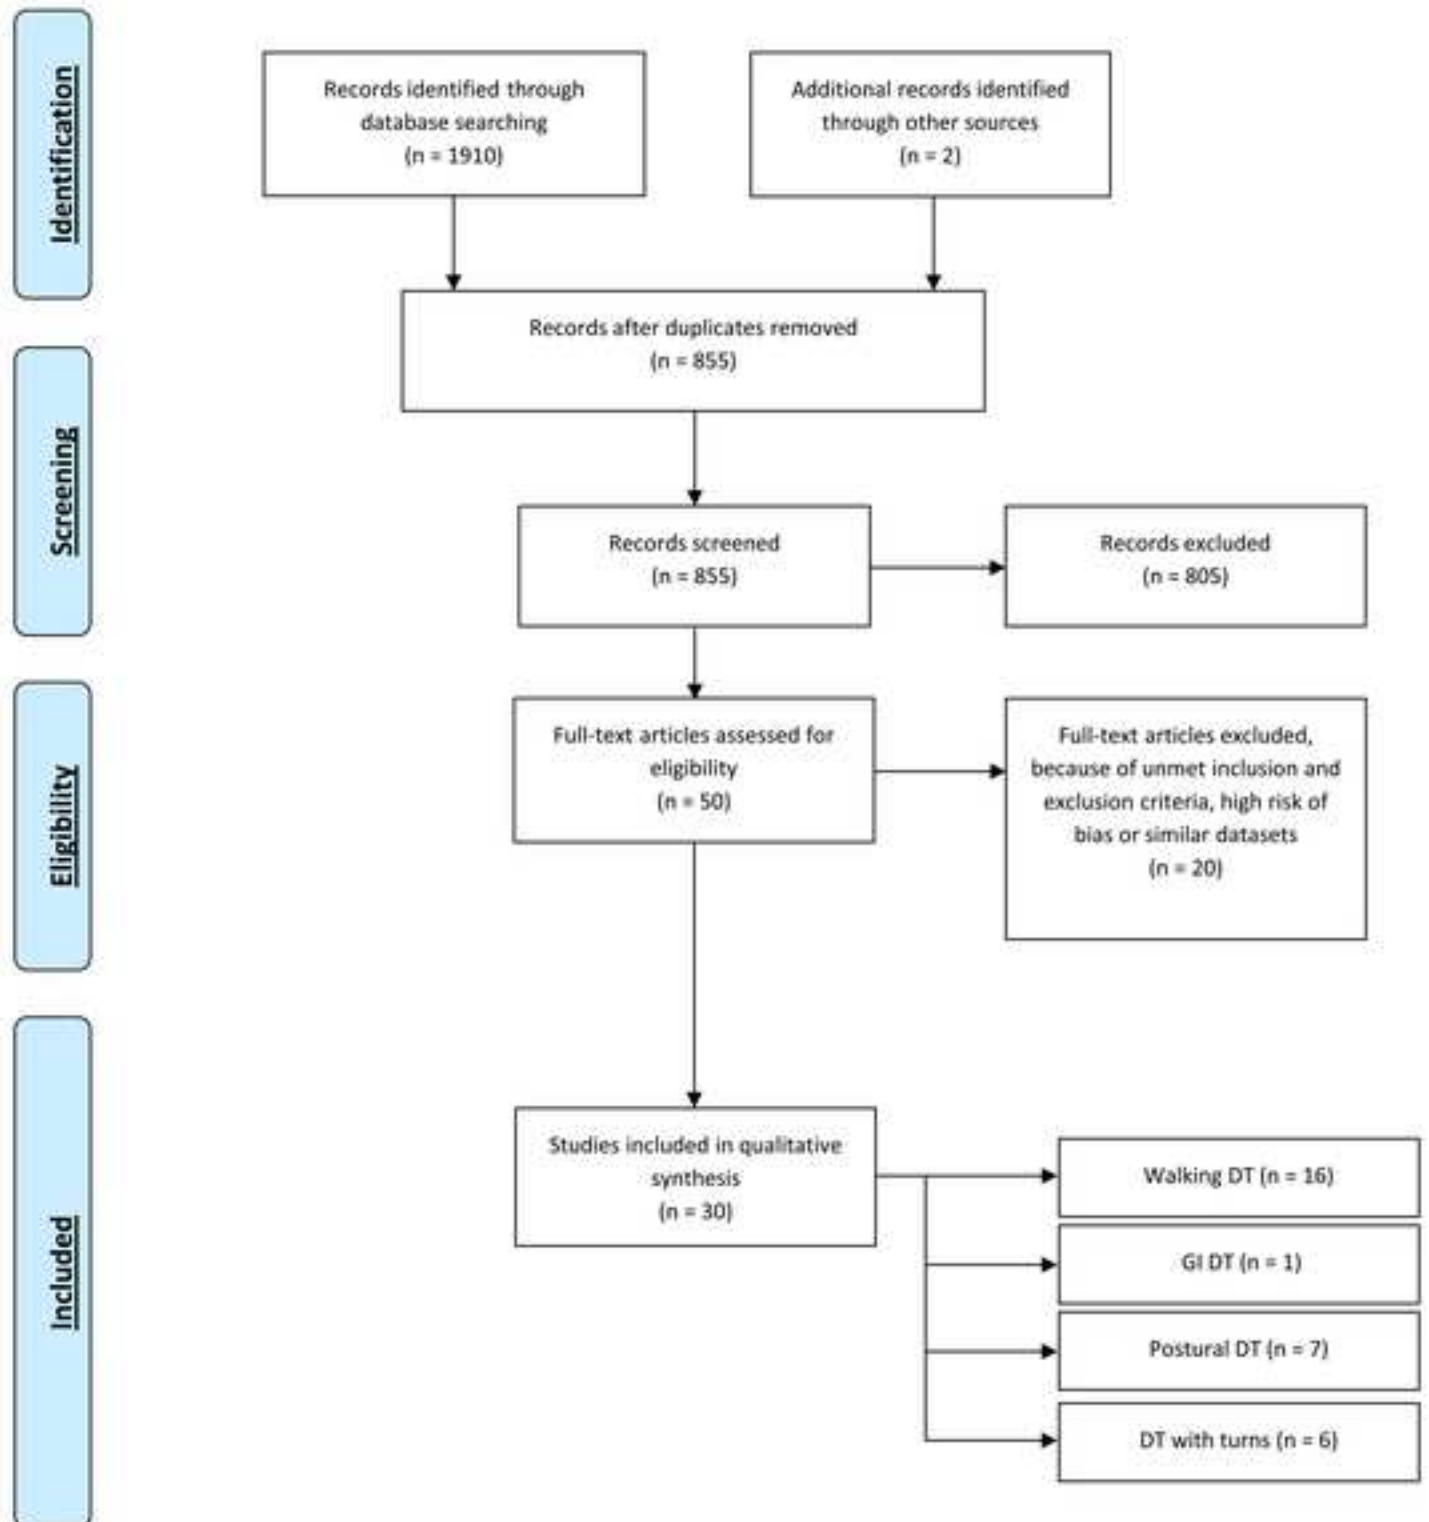 Identification
Records identified through
database searching
(n = 1910)
Additional records identified
through other sources
(n = 2)
Records after duplicates removed
(n = 855)
Screening
Records screened
(n = 855)
Records excluded
(n = 805)
Eligibility
Full-text articles assessed for
eligibility
(n = 50)
Full-text articles excluded,
because of unmet inclusion and
exclusion criteria, high risk of
bias or similar datasets
(n = 20)
Included
Studies included in qualitative
synthesis
(n = 30)
Walking DT (n = 16)
GI DT (n = 1)
Postural DT (n = 7)
DT with turns (n = 6)